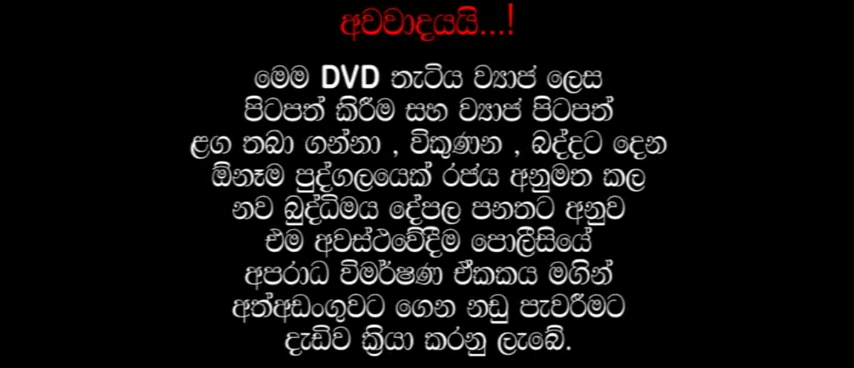 අවවාදයයි...!
මෙම DVD තැටිය ව්‍යාජ ලෙස
පිටපත් කිරීම සහ ව්‍යාජ පිටපත්
ළග තබා ගන්නා , විකුණන , බද්දට දෙන
ඕනෑම පුද්ගලයෙක් රජය අනුමත කල
නව බුද්ධිමය දේපල පනතට අනුව
එම අවස්ථවේදීම පොලීසියේ
අපරාධ විමර්ෂණ ඒකකය මගින්
අත්අඩංගුවට ගෙන නඩු පැවරීමට
දැඩිව ක්‍රියා කරනු ලැබේ.